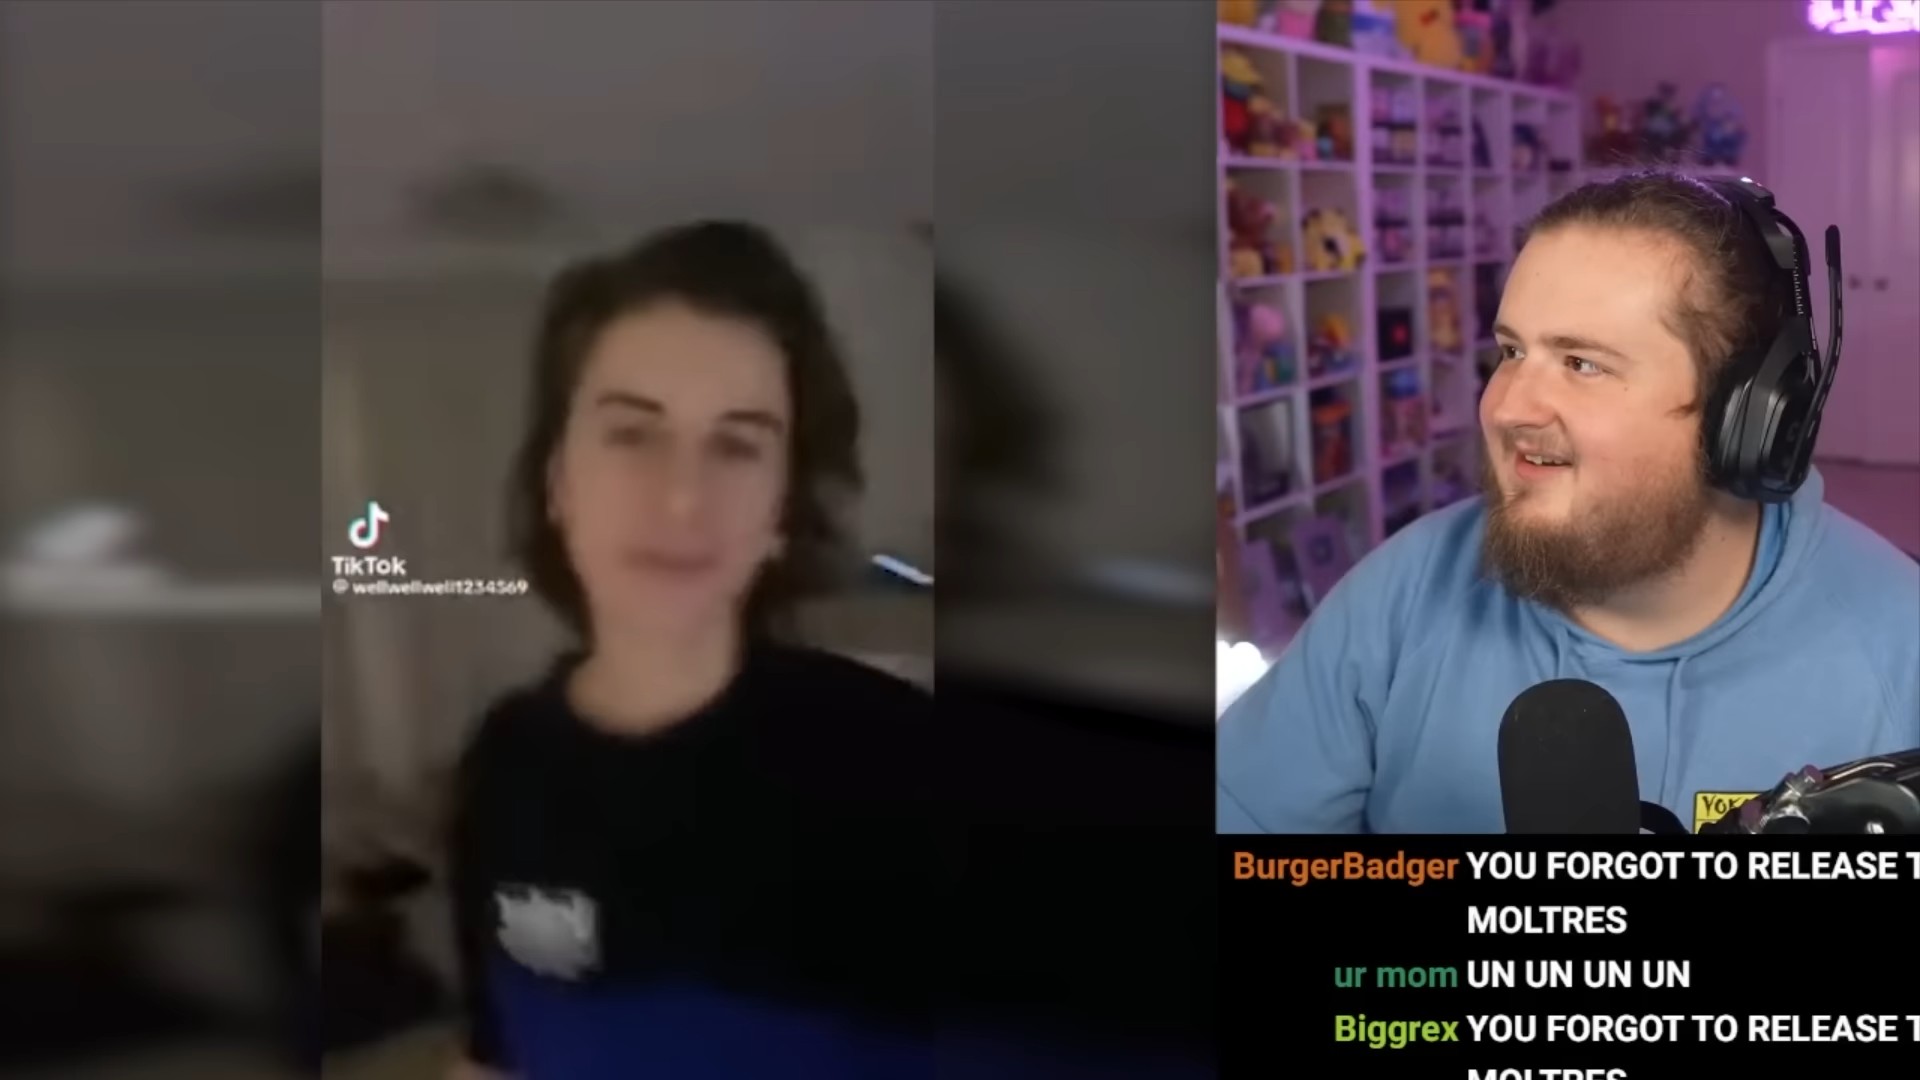 TikTok
@ wellwellwell1234569
BurgerBadger YOU FORGOT TO RELEASE
MOLTRES
ur mom UN UN UN UN
Biggrex YOU FORGOT TO RELEASE
MOLTRES